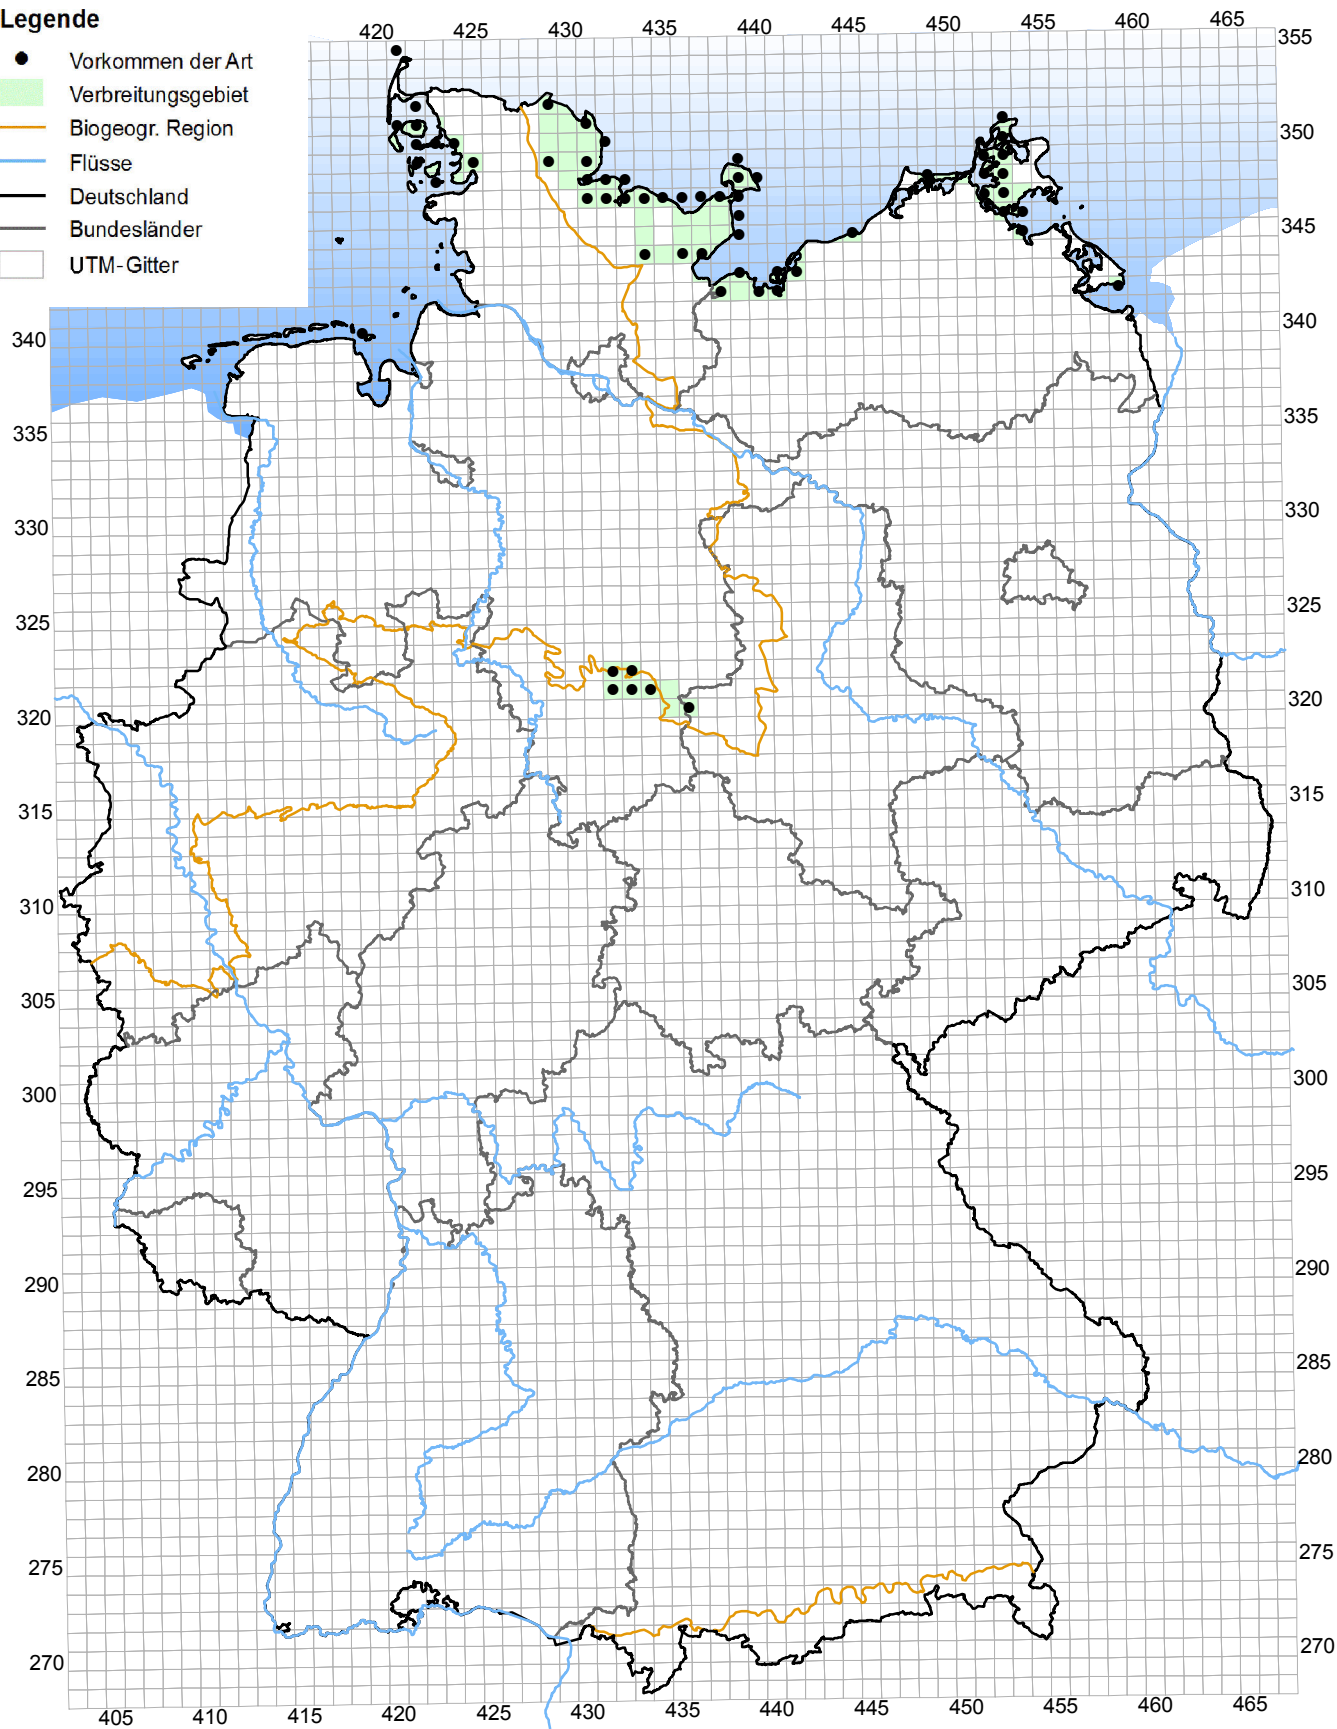 Legende
Vorkommen der Art
Verbreitungsgebiet
Biogeogr. Region
Flüsse
Deutschland
Bundesländer
UTM-Gitter
420 425 430 435 440 445 450 455 460 465
355
350
345
340 340
335 335
330 330
325 325
320 320
315 315
310 310
305 305
300 300
295 295
290 290
285 285
280 280
275 275
270 270
405 410 415 420 425 430 435 440 445 450 455 460 465